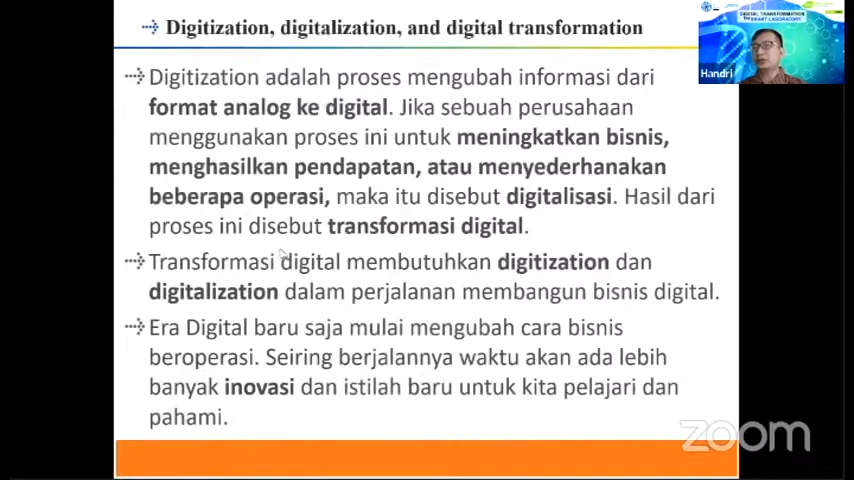 Digitization, digitalization, and digital transformation
Digitization adalah proses mengubah informasi dari
format analog ke digital. Jika sebuah perusahaan
menggunakan proses ini untuk meningkatkan bisnis,
menghasilkan pendapatan, atau menyederhanakan
beberapa operasi, maka itu disebut digitalisasi. Hasil dari
proses ini disebut transformasi digital.
Transformasi digital membutuhkan digitization dan
digitalization dalam perjalanan membangun bisnis digital.
Era Digital baru saja mulai mengubah cara bisnis
beroperasi. Seiring berjalannya waktu akan ada lebih
banyak inovasi dan istilah baru untuk kita pelajari dan
pahami.
DIGITAL TRANSFORMATION
SMART LABORATORY
Handri
zoom